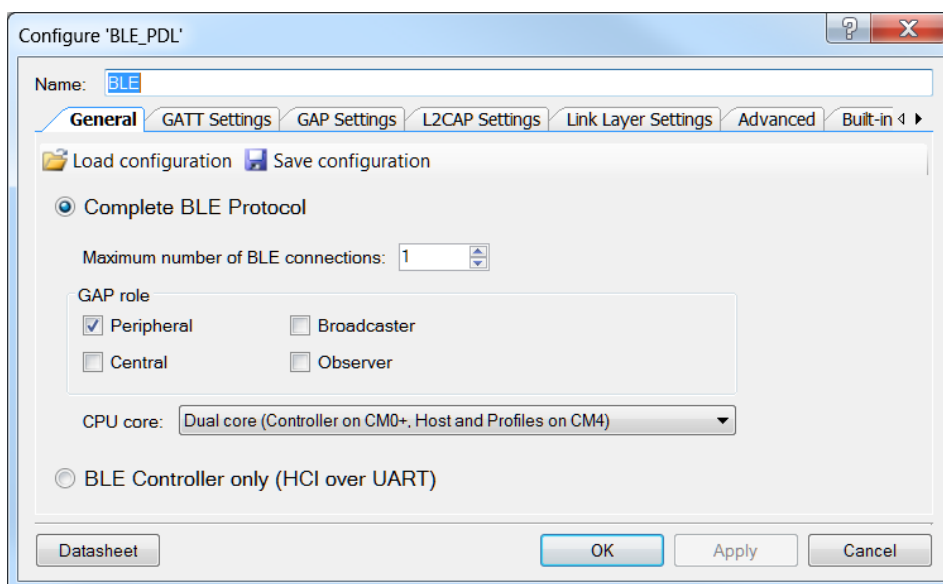 Configure 'BLE_PDL'
Name: BLE
General GATT Settings GAP Settings L2CAP Settings Link Layer Settings Advanced Built-in
Load configuration Save configuration
Complete BLE Protocol
Maximum number of BLE connections: 1
GAP role
Peripheral Broadcaster
Central Observer
CPU core: Dual core (Controller on CM0+, Host and Profiles on CM4)
BLE Controller only (HCI over UART)
Datasheet OK Apply Cancel